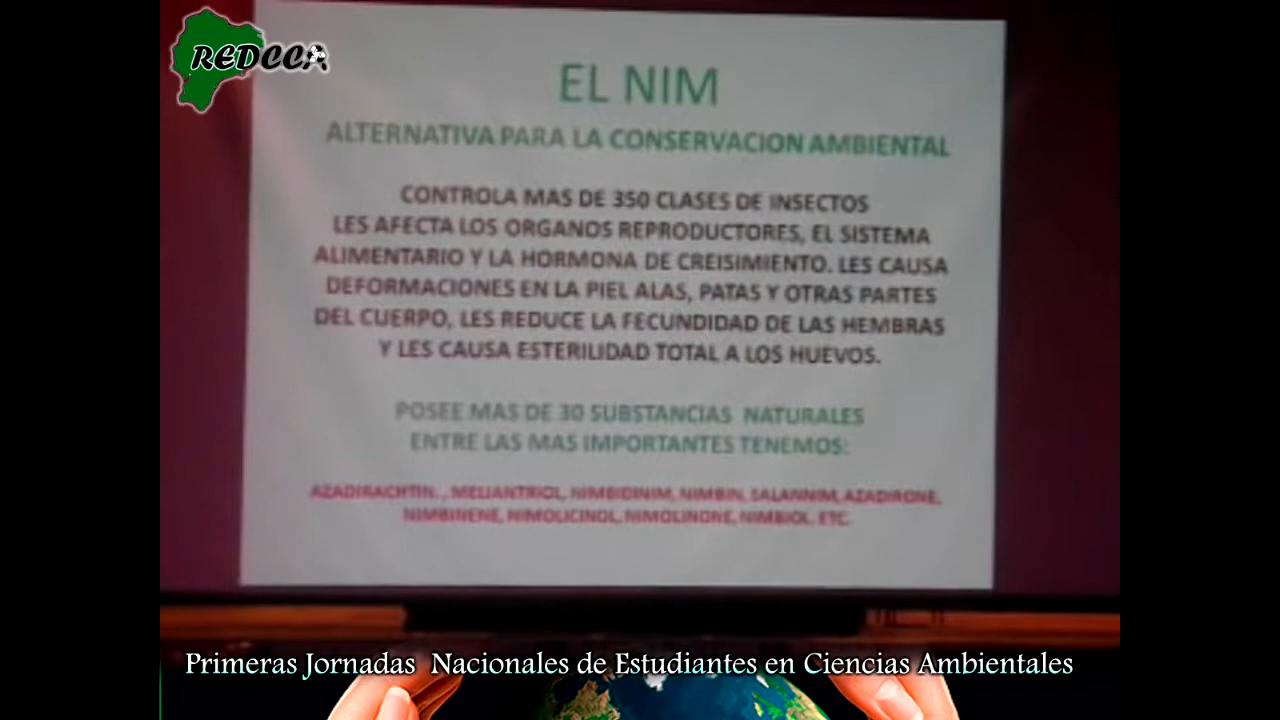 REDCCA
EL NIM
ALTERNATIVA PARA LA CONSERVACION AMBIENTAL
CONTROLA MAS DE 350 CLASES DE INSECTOS
LES AFECTA LOS ORGANOS REPRODUCTORES, EL SISTEMA
ALIMENTARIO Y LA HORMONA DE CREISIMIENTO. LES CAUSA
DEFORMACIONES EN LA PIEL ALAS, PATAS Y OTRAS PARTES
DEL CUERPO, LES REDUCE LA FECUNDIDAD DE LAS HEMBRAS
Y LES CAUSA ESTERILIDAD TOTAL A LOS HUEVOS.
POSEE MAS DE 30 SUBSTANCIAS NATURALES
ENTRE LAS MAS IMPORTANTES TENEMOS:
AZADIRACHTIN. , MELIANTRIOL, NIMBIDINIM, NIMBIN, SALANNIM, AZADIRONE,
NIMBINENE, NIMOLICINOL, NIMOLINONE, NIMBIOL. ETC.
Primeras Jornadas Nacionales de Estudiantes en Ciencias Ambientales